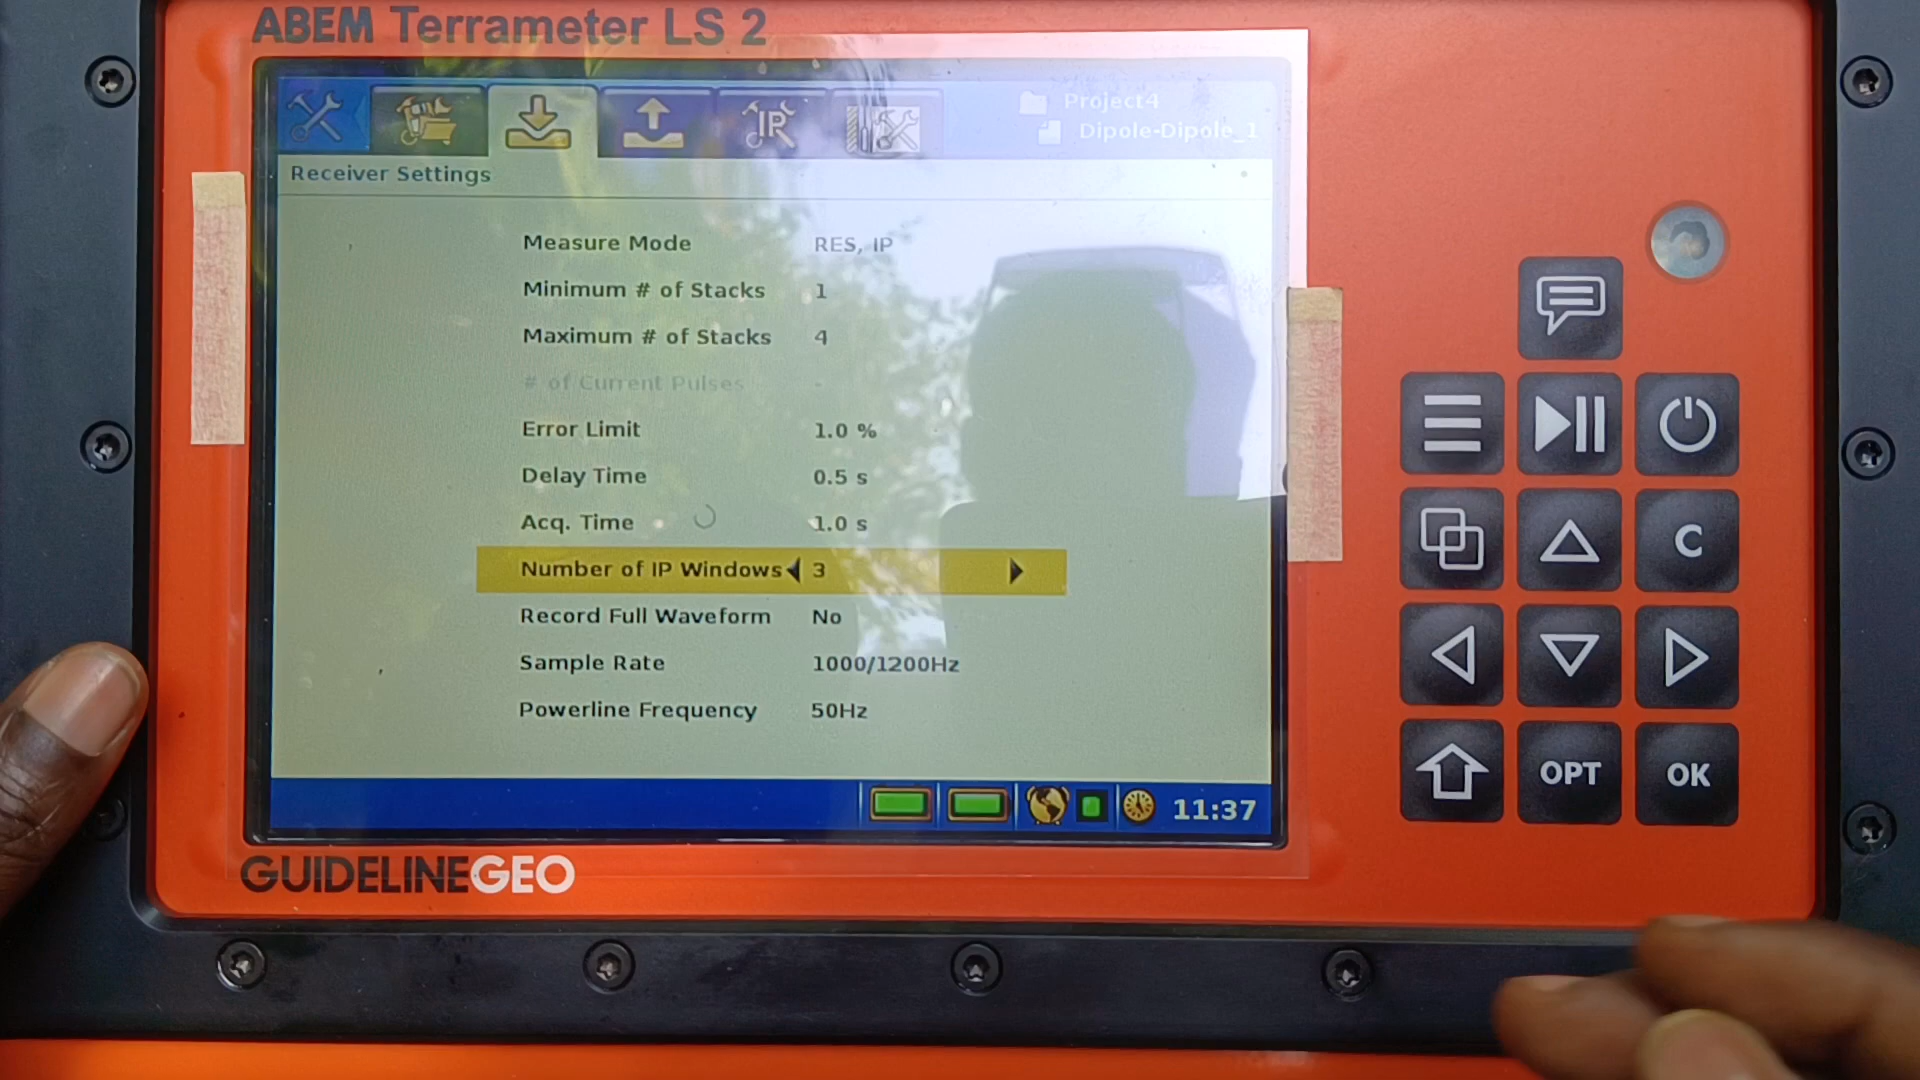 ABEM Terrameter LS 2
IP
Project4
Dipole-Dipole_1
Receiver Settings
Measure Mode RES, IP
Minimum # of Stacks 1
Maximum # of Stacks 4
# of Current Pulses -
Error Limit 1.0 %
Delay Time 0.5 s
Acq. Time 1.0 s
Number of IP Windows 3
Record Full Waveform No
Sample Rate 1000/1200Hz
Powerline Frequency 50Hz
11:37
GUIDELINEGEO
C
OPT
OK